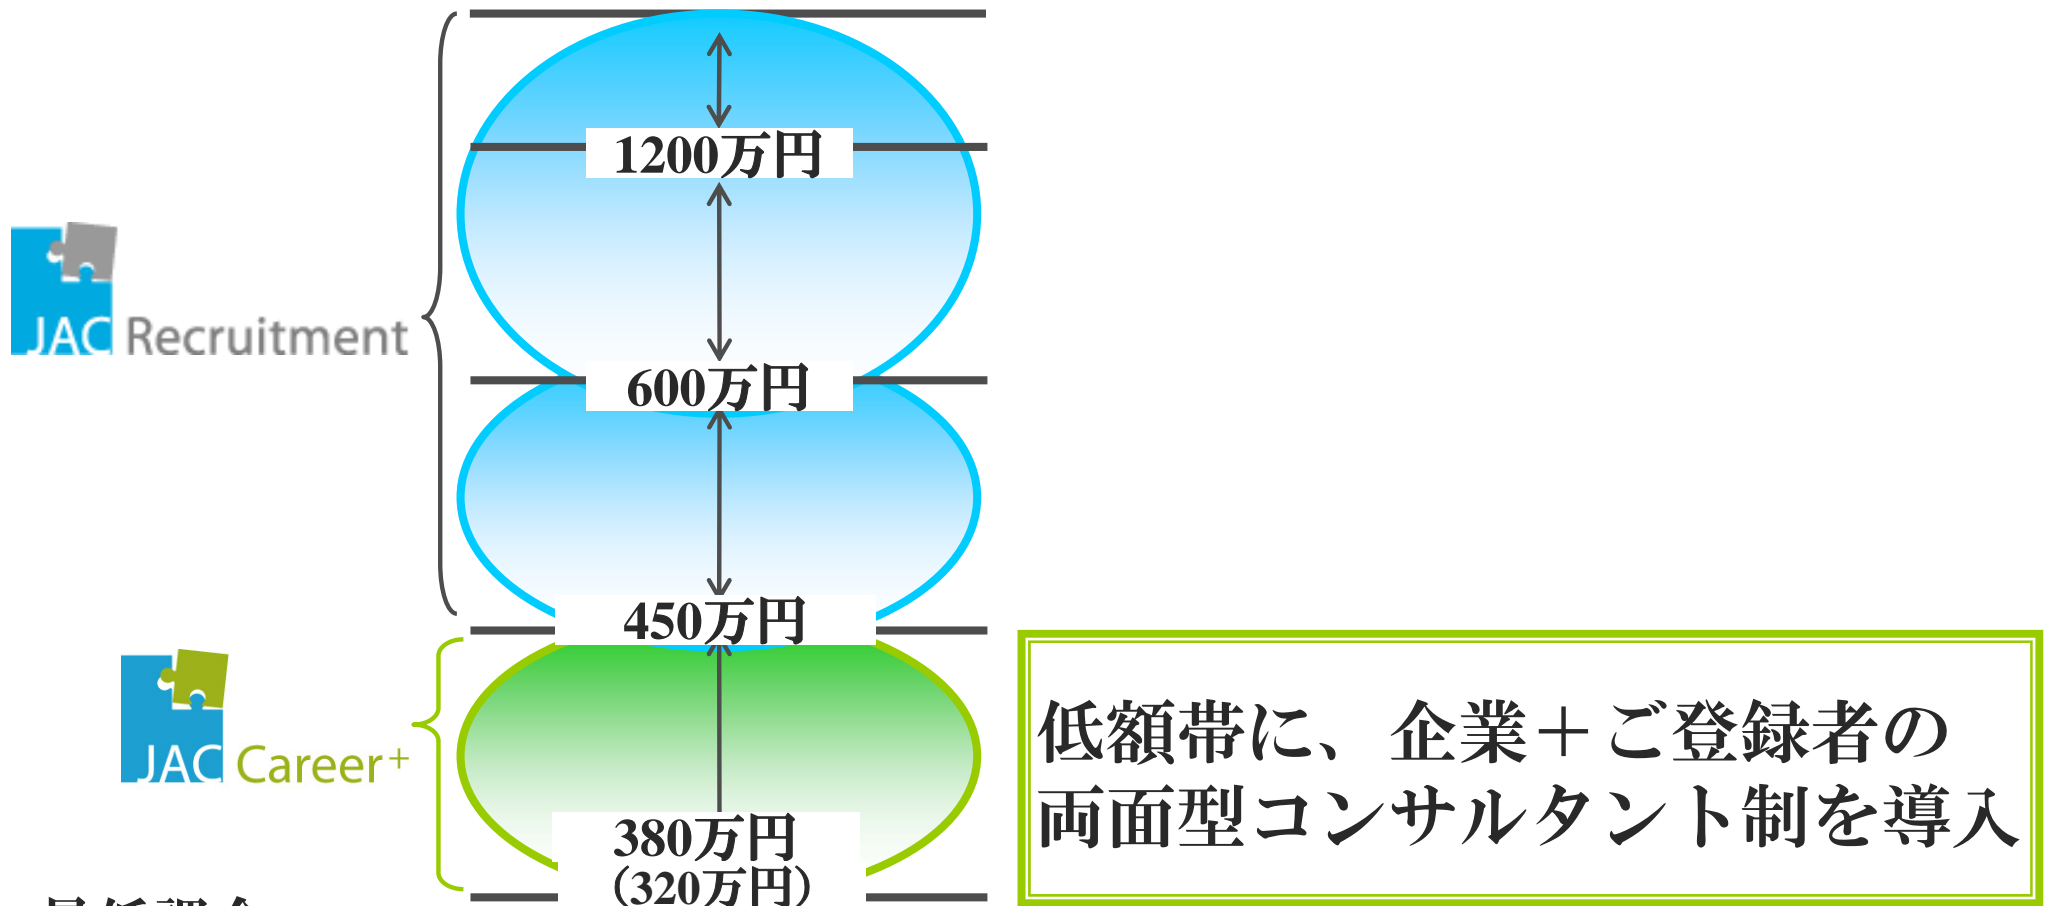 1200万円
JAC Recruitment
600万円
450万円
JAC Career+
低額帯に、企業＋ご登録者の
両面型コンサルタント制を導入
380万円
（320万円）